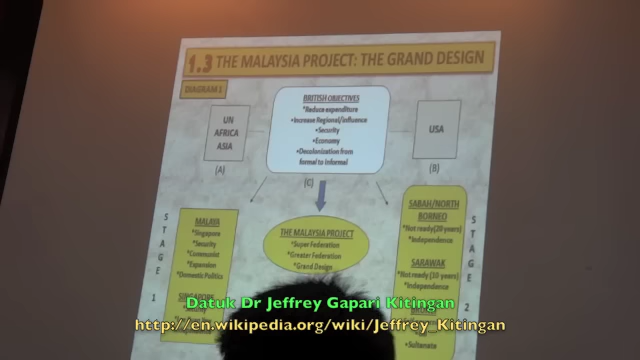 1.3 THE MALAYSIA PROJECT: THE GRAND DESIGN
DIAGRAM 1
UN
AFRICA
ASIA
(A)
BRITISH OBJECTIVES
•Reduce expenditure
•Increase Regional/influence
•Security
•Economy
•Decolonization from
formal to informal
(C)
USA
(B)
STAGE 1
MALAYA
•Singapore
•Security
•Communist
•Expansion
•Domestic Politics
THE MALAYSIA PROJECT
•Super Federation
•Greater Federation
•Grand Design
SABAH/NORTH
BORNEO
•Not ready(20 years)
•Independence
SARAWAK
•Not ready (10 years)
•Independence
•Sultanate
STAGE 2
Datuk Dr Jeffrey Gapari Kitingan
http://en.wikipedia.org/wiki/Jeffrey_Kitingan